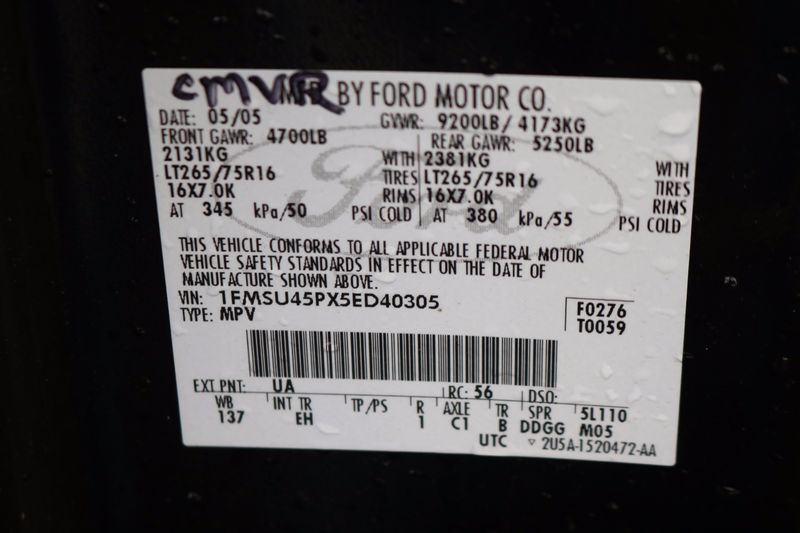 CMVR
MFD BY FORD MOTOR CO.
DATE: 05/05 GVWR: 9200LB/ 4173KG
FRONT GAWR: 4700LB REAR GAWR: 5250LB
2131KG WITH 2381KG WITH
LT265/75R16 TIRES LT265/75R16 TIRES
16X7.0K RIMS 16X7.0K RIMS
AT 345 kPa/50 PSI COLD AT 380 kPa/55 PSI COLD
Ford
THIS VEHICLE CONFORMS TO ALL APPLICABLE FEDERAL MOTOR
VEHICLE SAFETY STANDARDS IN EFFECT ON THE DATE OF
MANUFACTURE SHOWN ABOVE.
VIN: 1FMSU45PX5ED40305 F0276
TYPE: MPV T0059
EXT PNT: UA RC: 56 DSO:
WB INT TR TP/PS R AXLE TR SPR 5L110
137 EH 1 C1 B DDGG M05
UTC ▽ 2U5A-1520472-AA